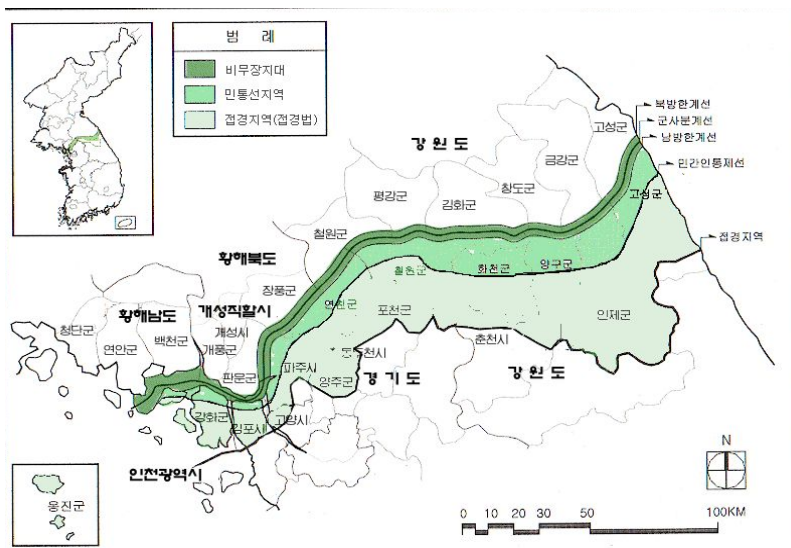 범 례
비무장지대
민통선지역
접경지역(접경법)
북방한계선
군사분계선
남방한계선
민간인통제선
접경지역
고성군
강원도
금강군
창도군
평강군
김화군
철원군
고성군
황해북도
장풍군
철원군
화천군
양구군
연천군
황해남도
개성직할시
포천군
인제군
청단군
연안군
백천군
개성시
개풍군
판문군
파주시
동두천시
춘천시
양주군
경기도
강원도
강화군
김포시
고양시
인천광역시
옹진군
N
0 10 20 30 50 100KM